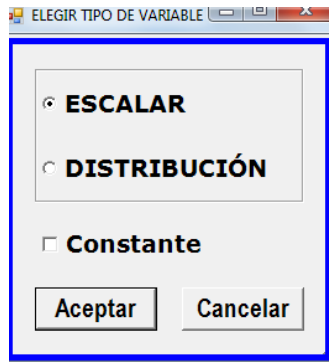 ELEGIR TIPO DE VARIABLE
ESCALAR
DISTRIBUCIÓN
Constante
Aceptar Cancelar